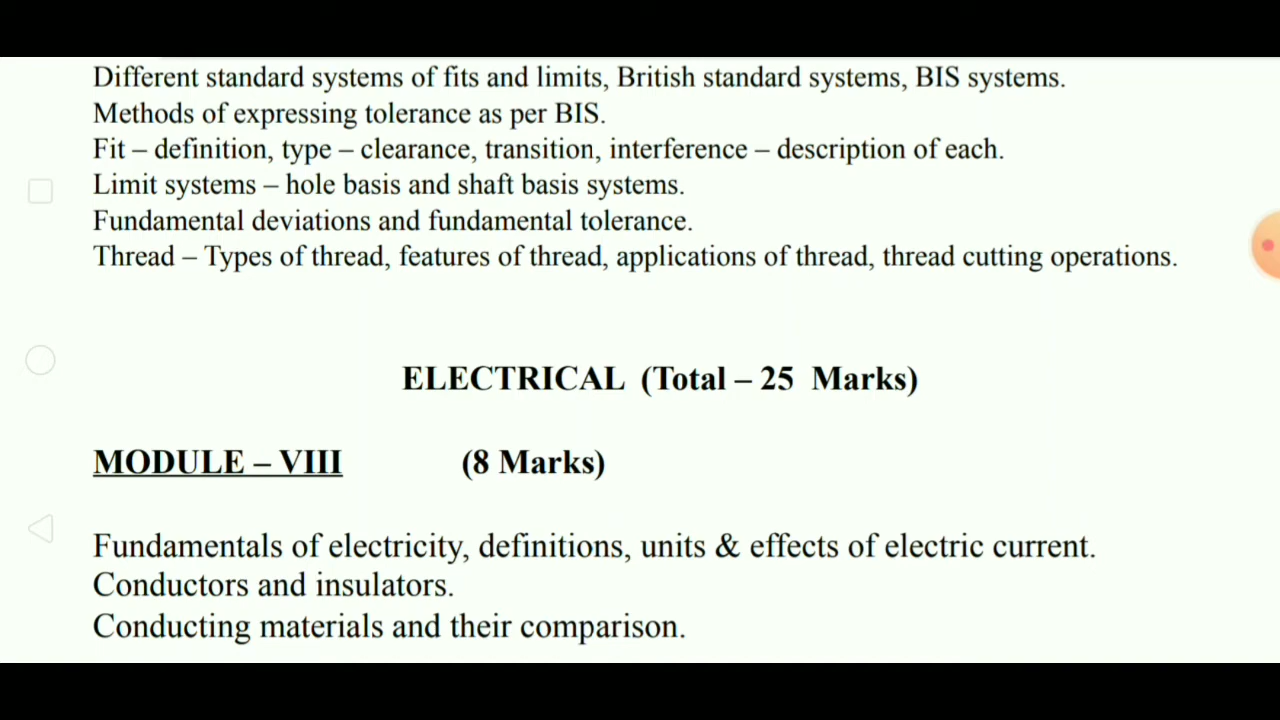 Different standard systems of fits and limits, British standard systems, BIS systems.
Methods of expressing tolerance as per BIS.
Fit – definition, type – clearance, transition, interference – description of each.
Limit systems – hole basis and shaft basis systems.
Fundamental deviations and fundamental tolerance.
Thread – Types of thread, features of thread, applications of thread, thread cutting operations.
ELECTRICAL (Total – 25 Marks)
MODULE – VIII (8 Marks)
Fundamentals of electricity, definitions, units & effects of electric current.
Conductors and insulators.
Conducting materials and their comparison.